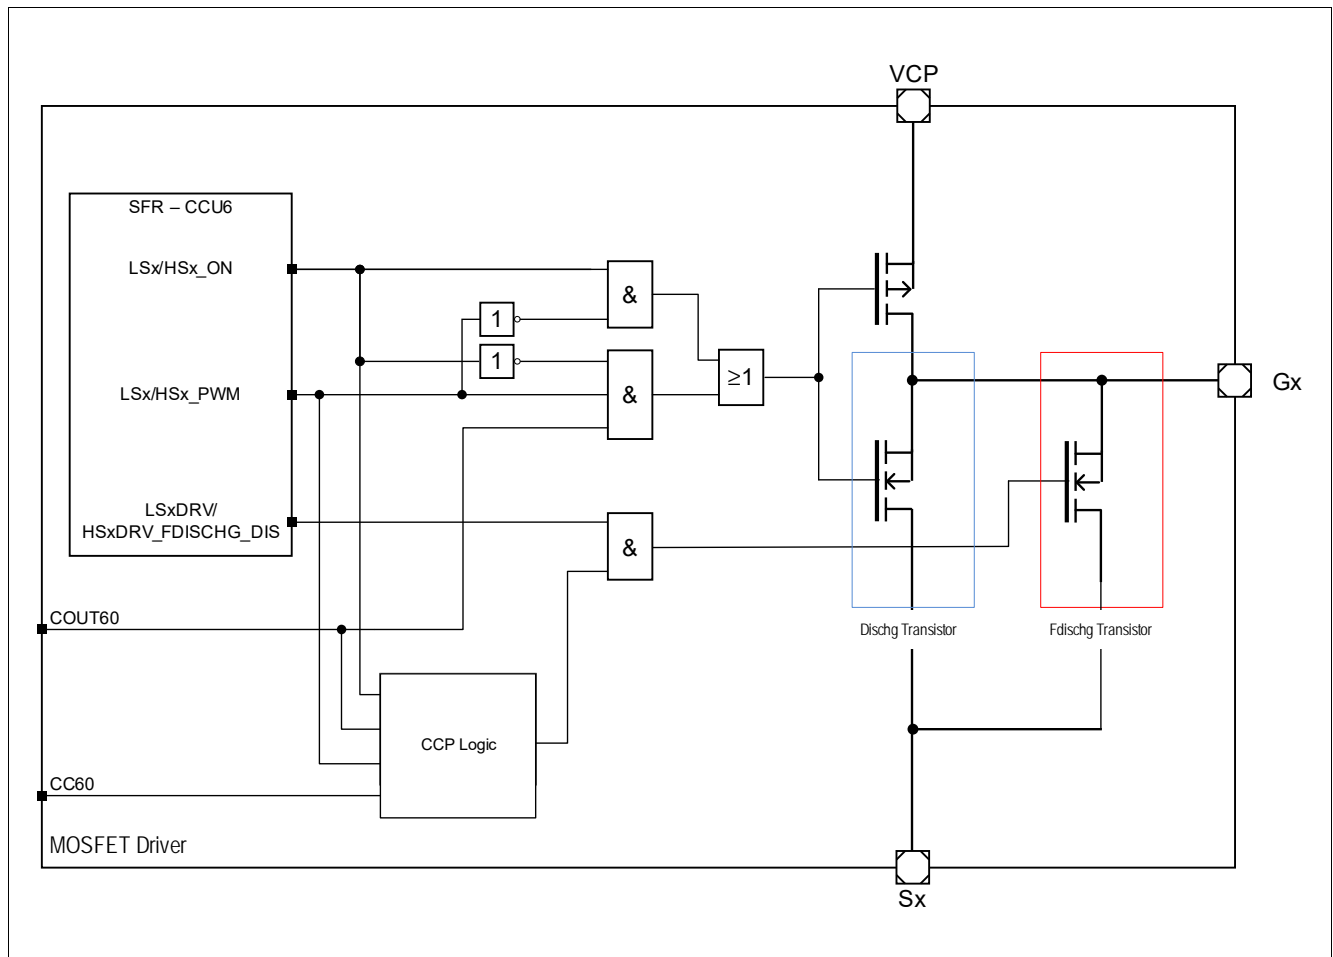 VCP
SFR – CCU6
LSx/HSx_ON
&
1
1
≥1
LSx/HSx_PWM
&
Gx
LSxDRV/
HSxDRV_FDISCHG_DIS
&
COUT60
Dischg Transistor
Fdischg Transistor
CCP Logic
CC60
MOSFET Driver
Sx